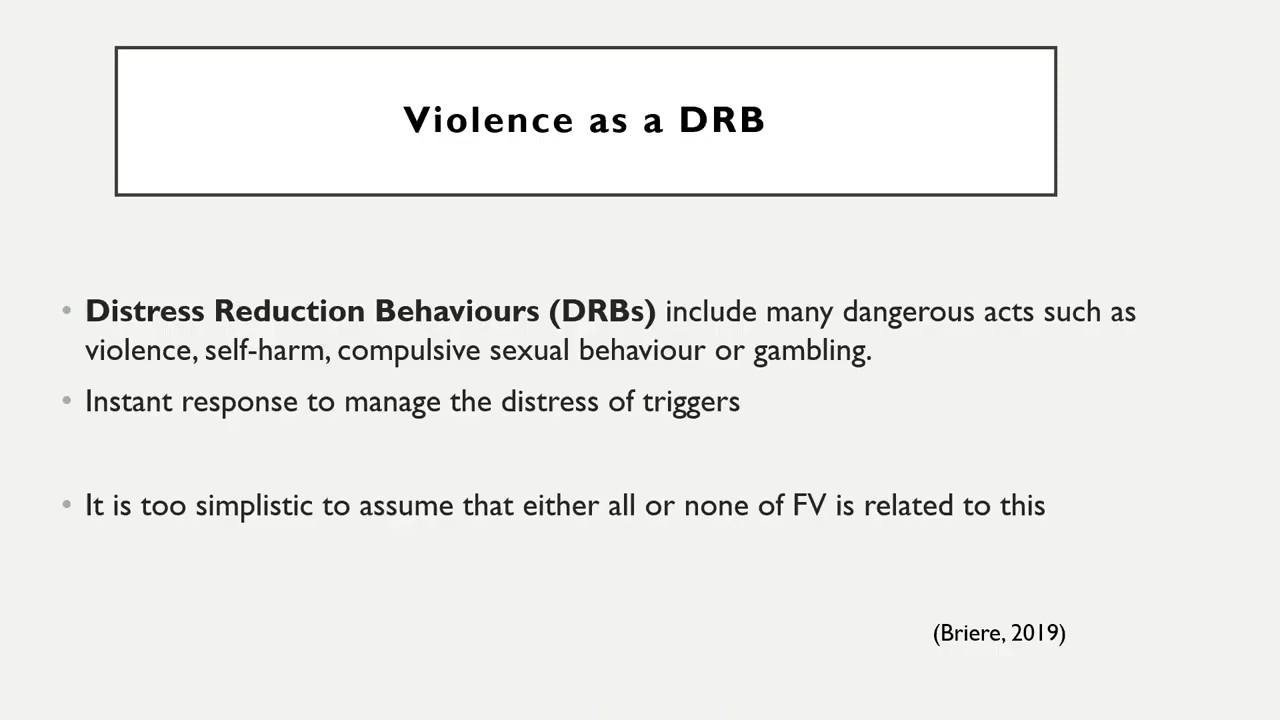 Violence as a DRB
• Distress Reduction Behaviours (DRBs) include many dangerous acts such as
violence, self-harm, compulsive sexual behaviour or gambling.
• Instant response to manage the distress of triggers
• It is too simplistic to assume that either all or none of FV is related to this
(Briere, 2019)